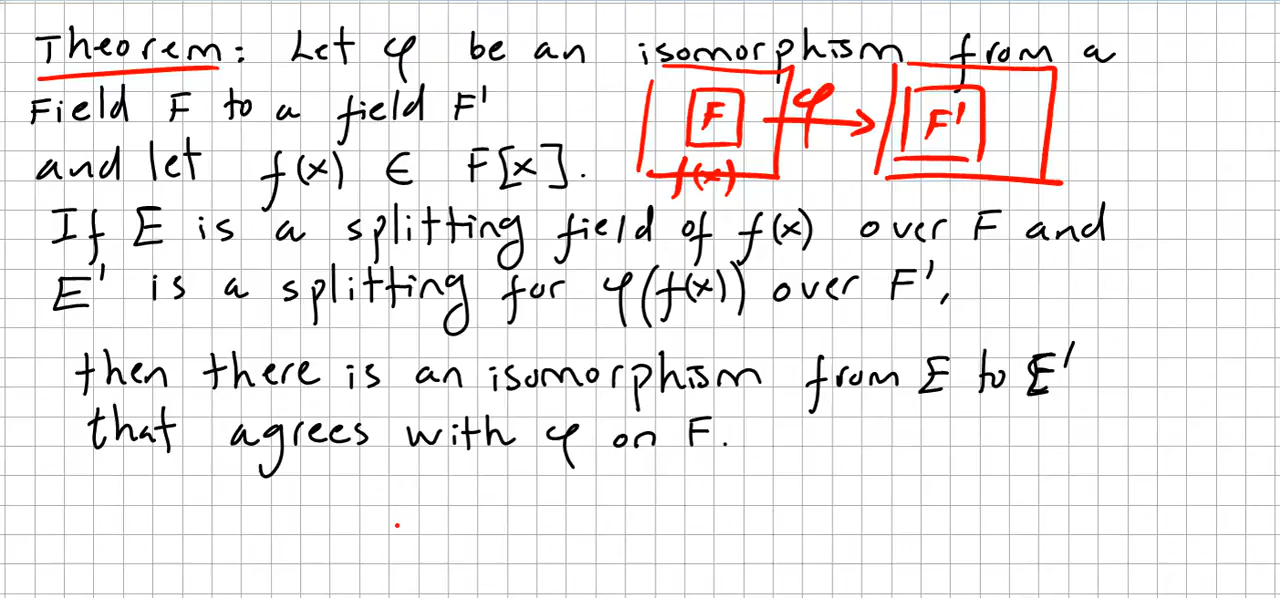 Theorem: Let φ be an isomorphism from a
Field F to a field F'
F φ F'
and let f(x) ∈ F[x].
f(x)
If E is a splitting field of f(x) over F and
E' is a splitting for φ(f(x)) over F',
then there is an isomorphism from E to E'
that agrees with φ on F.